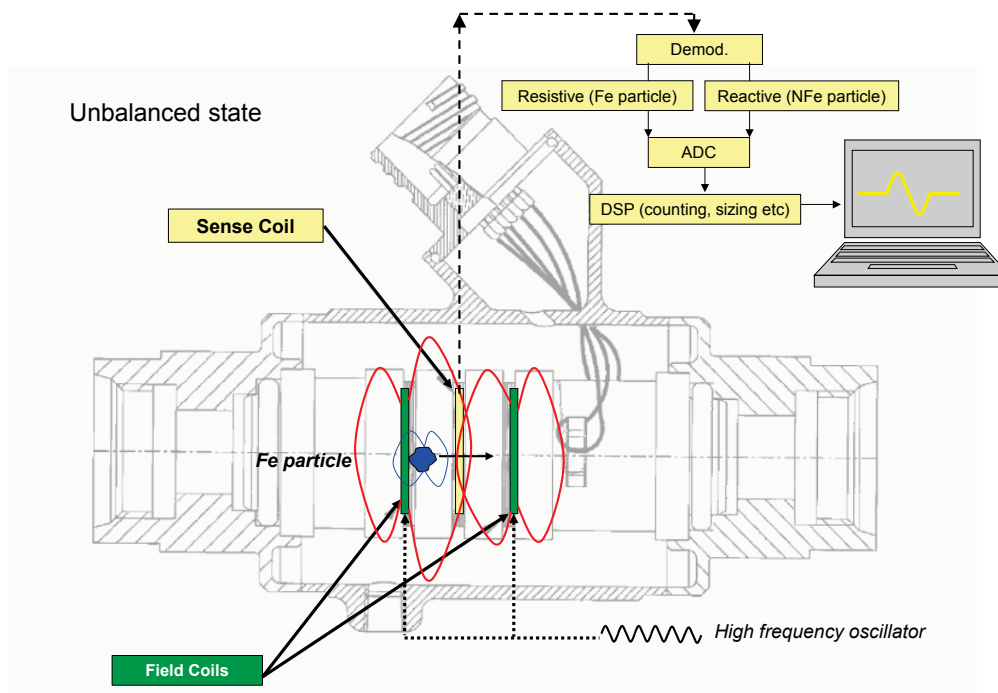 Demod.
Resistive (Fe particle)
Reactive (NFe particle)
Unbalanced state
ADC
DSP (counting, sizing etc)
Sense Coil
Fe particle
High frequency oscillator
Field Coils